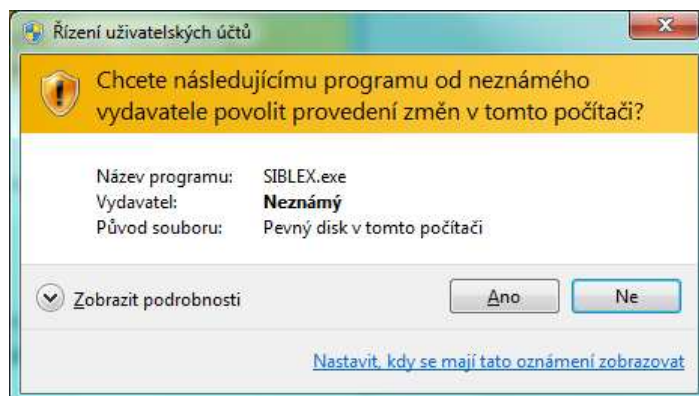 Řízení uživatelských účtů
Chcete následujícímu programu od neznámého
vydavatele povolit provedení změn v tomto počítači?
Název programu: SIBLEX.exe
Vydavatel: Neznámý
Původ souboru: Pevný disk v tomto počítači
Zobrazit podrobnosti Ano Ne
Nastavit, kdy se mají tato oznámení zobrazovat